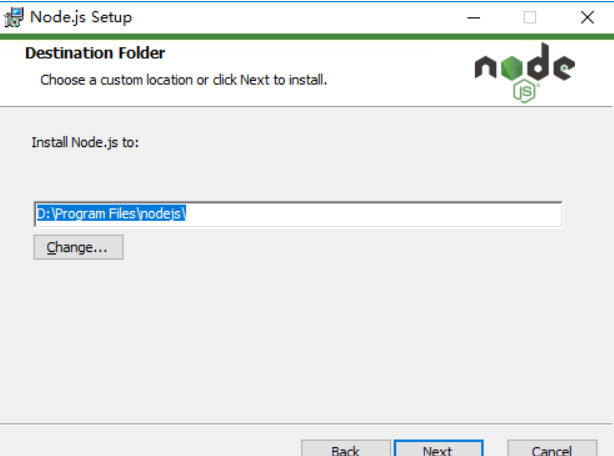 Node.js Setup
Destination Folder
Choose a custom location or click Next to install.
node
JS
Install Node.js to:
D:\Program Files\nodejs\
Change...
Back Next Cancel